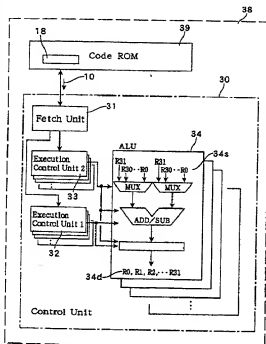 38
39
18
Code ROM
10
30
31
Fetch Unit
ALU
34
34s
R31 R31
R30··R0 R30···R0
MUX MUX
Execution
Control Unit 2
33
ADD/SUB
Execution
Control Unit 1
32
34d
R0, R1, R2,···R31
Control Unit